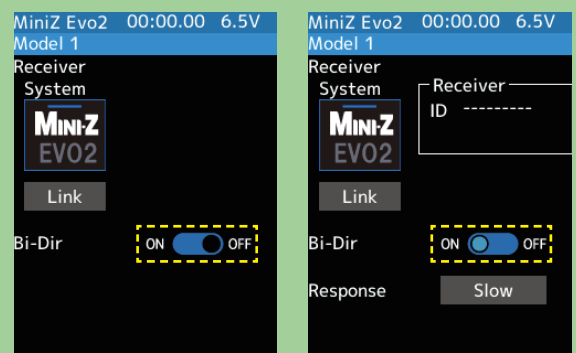 MiniZ Evo2 00:00.00 6.5V
Model 1
Receiver
System
MINI-Z
EVO2
Link
Bi-Dir ON OFF
MiniZ Evo2 00:00.00 6.5V
Model 1
Receiver
System
Receiver
ID ---------
MINI-Z
EVO2
Link
Bi-Dir ON OFF
Response Slow